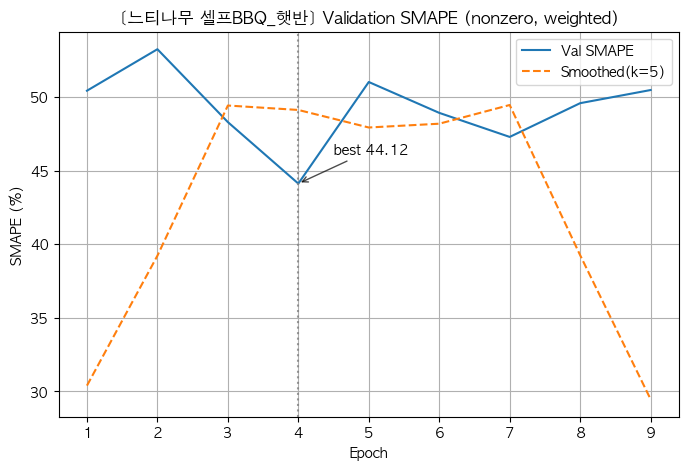 [느티나무 셀프BBQ_햇반] Validation SMAPE (nonzero, weighted)
Val SMAPE
Smoothed(k=5)
best 44.12
SMAPE (%)
50
45
40
35
30
1 2 3 4 5 6 7 8 9
Epoch